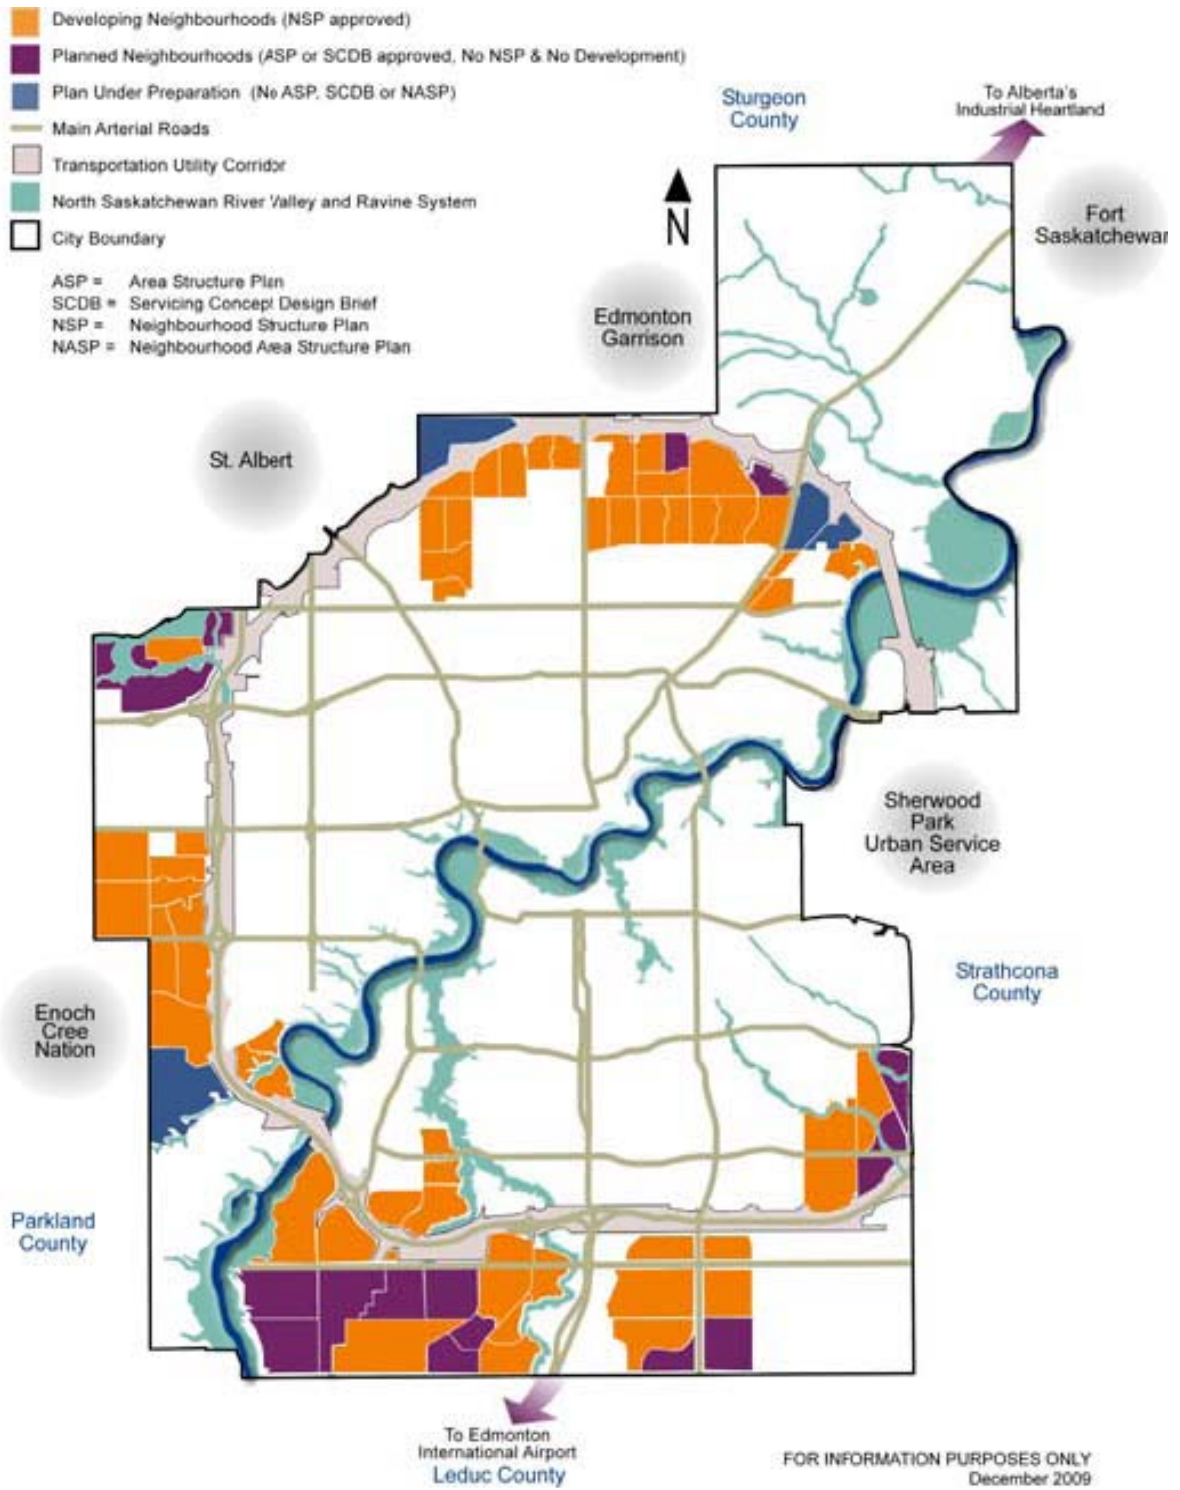 Developing Neighbourhoods (NSP approved)
Planned Neighbourhoods (ASP or SCDB approved, No NSP & No Development)
Plan Under Preparation (No ASP, SCDB or NASP)
Main Arterial Roads
Transportation Utility Corridor
North Saskatchewan River Valley and Ravine System
City Boundary
ASP = Area Structure Plan
SCDB = Servicing Concept Design Brief
NSP = Neighbourhood Structure Plan
NASP = Neighbourhood Area Structure Plan
Sturgeon
County
To Alberta's
Industrial Heartland
N
Fort
Saskatchewan
Edmonton
Garrison
St. Albert
Sherwood
Park
Urban Service
Area
Strathcona
County
Enoch
Cree
Nation
Parkland
County
To Edmonton
International Airport
Leduc County
FOR INFORMATION PURPOSES ONLY
December 2009